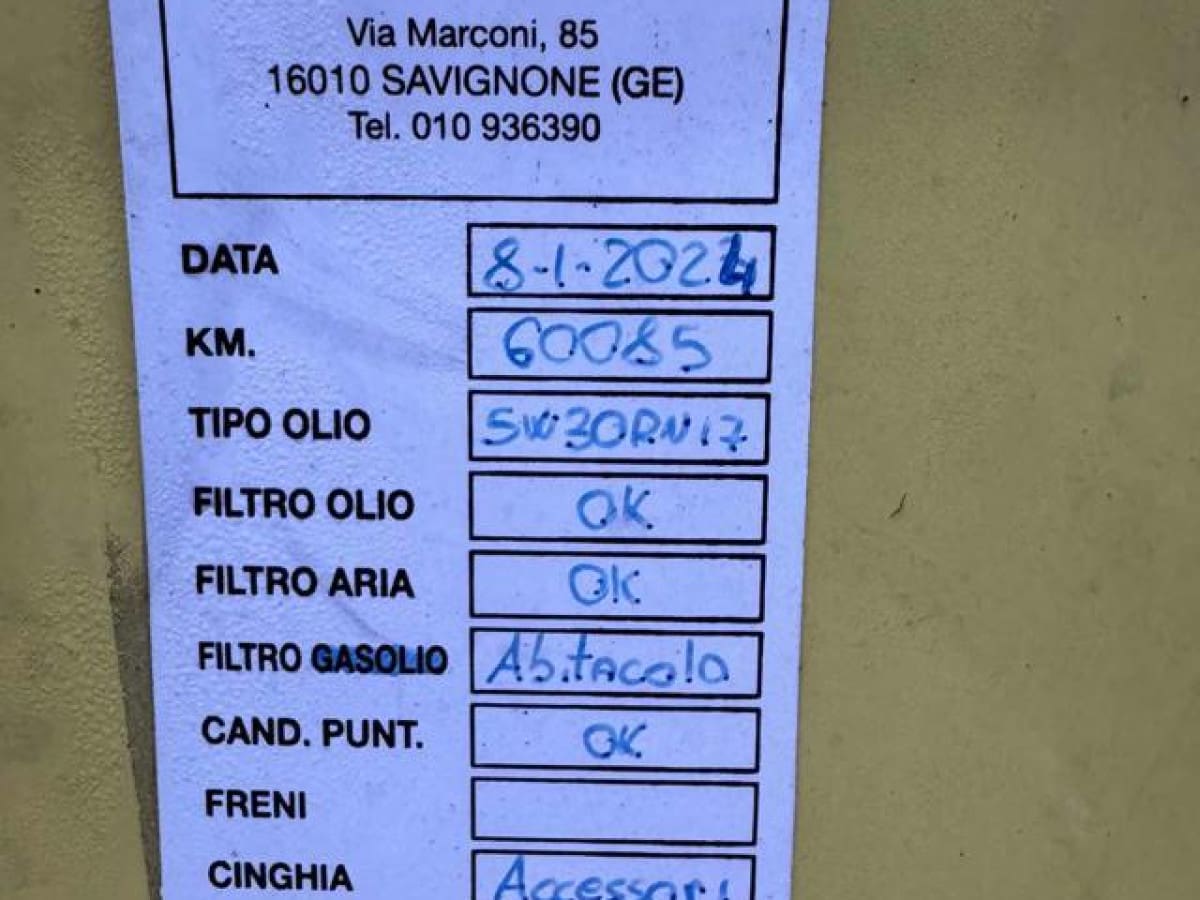 Via Marconi, 85
16010 SAVIGNONE (GE)
Tel. 010 936390
DATA 8-1-2024
KM. 60085
TIPO OLIO 5W30RN17
FILTRO OLIO OK
FILTRO ARIA OK
FILTRO GASOLIO Abitacolo
CAND. PUNT. OK
FRENI
CINGHIA Accessori